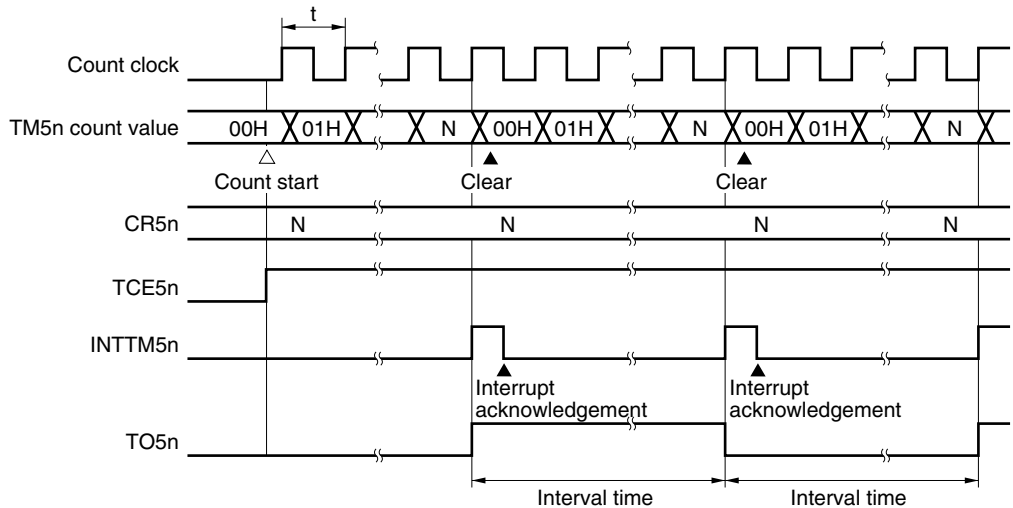 t
Count clock
TM5n count value 00H 01H N 00H 01H N 00H 01H N
Count start Clear Clear
CR5n N N N N
TCE5n
INTTM5n
Interrupt acknowledgement Interrupt acknowledgement
TO5n
Interval time Interval time